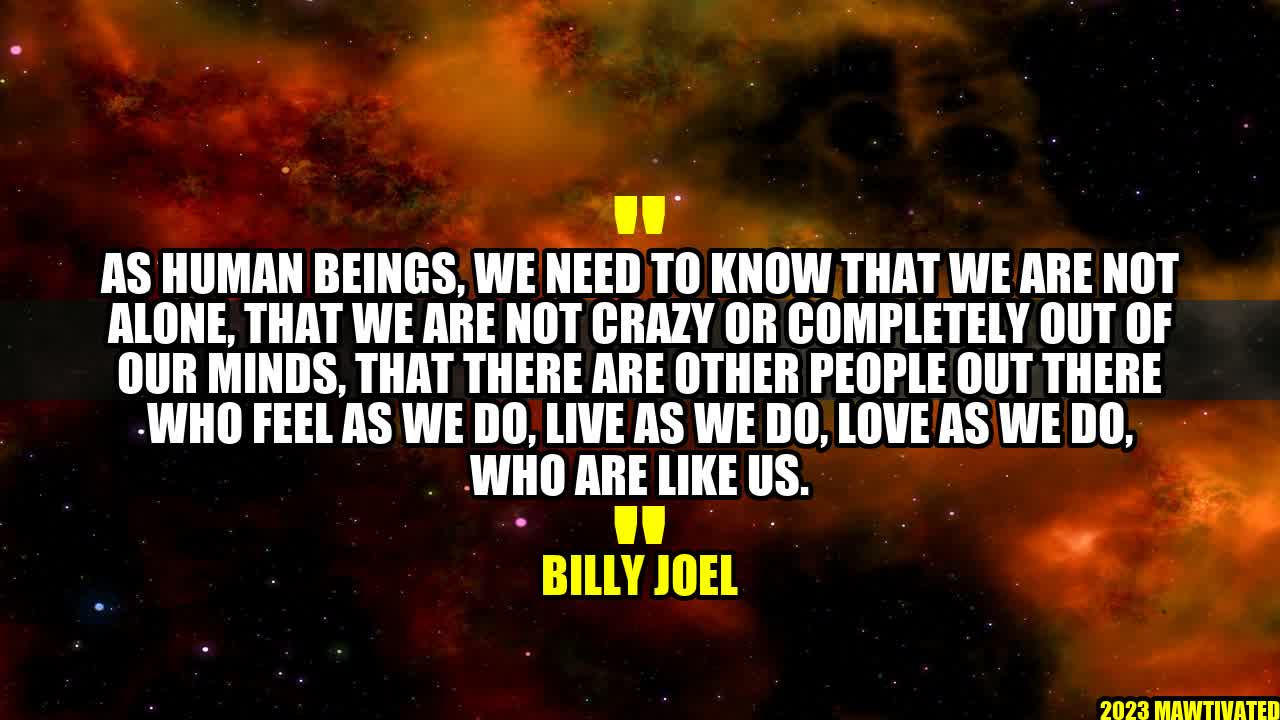 "
AS HUMAN BEINGS, WE NEED TO KNOW THAT WE ARE NOT
ALONE, THAT WE ARE NOT CRAZY OR COMPLETELY OUT OF
OUR MINDS, THAT THERE ARE OTHER PEOPLE OUT THERE
WHO FEEL AS WE DO, LIVE AS WE DO, LOVE AS WE DO,
WHO ARE LIKE US.
"
BILLY JOEL
2023 MAWTIVATED